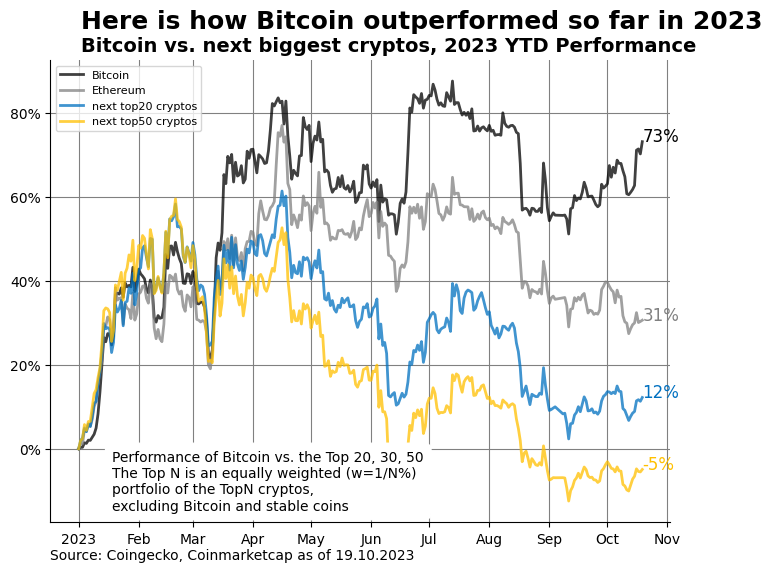 Here is how Bitcoin outperformed so far in 2023
Bitcoin vs. next biggest cryptos, 2023 YTD Performance
Bitcoin
Ethereum
next top20 cryptos
next top50 cryptos
80%
60%
40%
20%
0%
73%
31%
12%
-5%
Performance of Bitcoin vs. the Top 20, 30, 50
The Top N is an equally weighted (w=1/N%)
portfolio of the TopN cryptos,
excluding Bitcoin and stable coins
2023 Feb Mar Apr May Jun Jul Aug Sep Oct Nov
Source: Coingecko, Coinmarketcap as of 19.10.2023